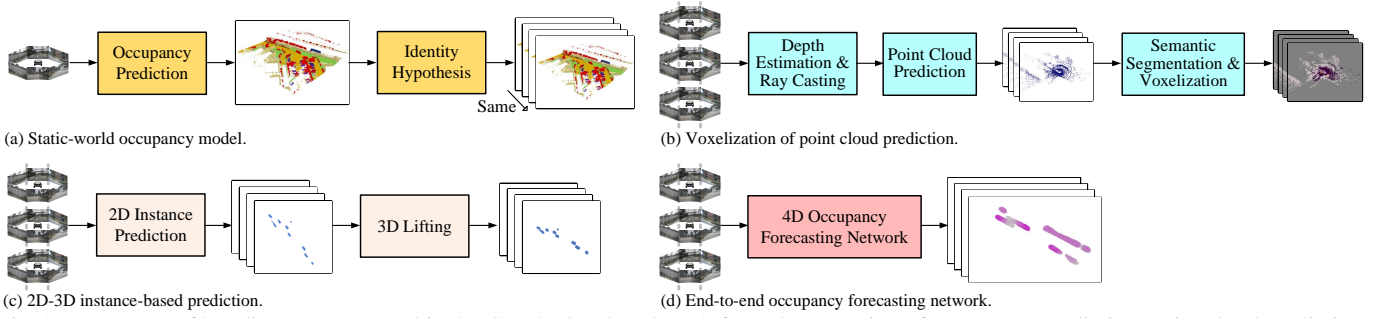 Occupancy
Prediction
Identity
Hypothesis
Same
(a) Static-world occupancy model.
Depth
Estimation &
Ray Casting
Point Cloud
Prediction
Semantic
Segmentation &
Voxelization
(b) Voxelization of point cloud prediction.
2D Instance
Prediction
3D Lifting
(c) 2D-3D instance-based prediction.
4D Occupancy
Forecasting Network
(d) End-to-end occupancy forecasting network.